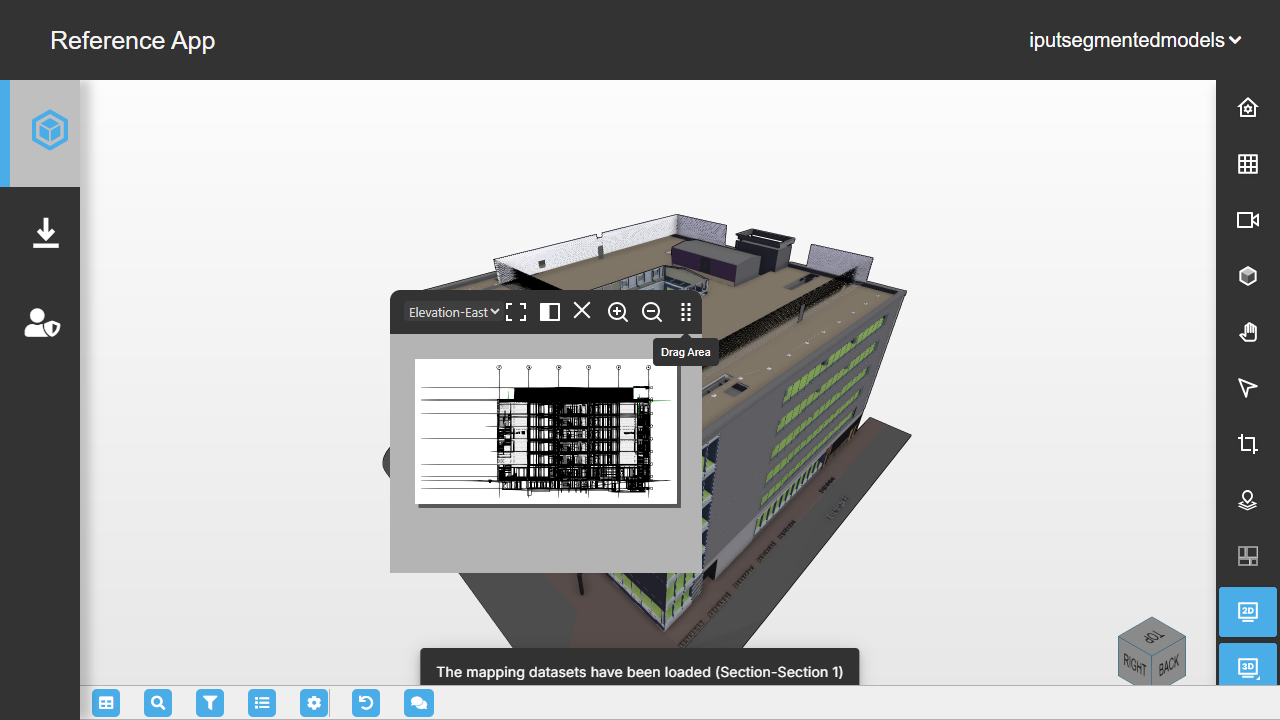 Reference App
iputsegmentedmodels
Elevation-East
Drag Area
The mapping datasets have been loaded (Section-Section 1)
TOP
RIGHT
BACK
2D
3D